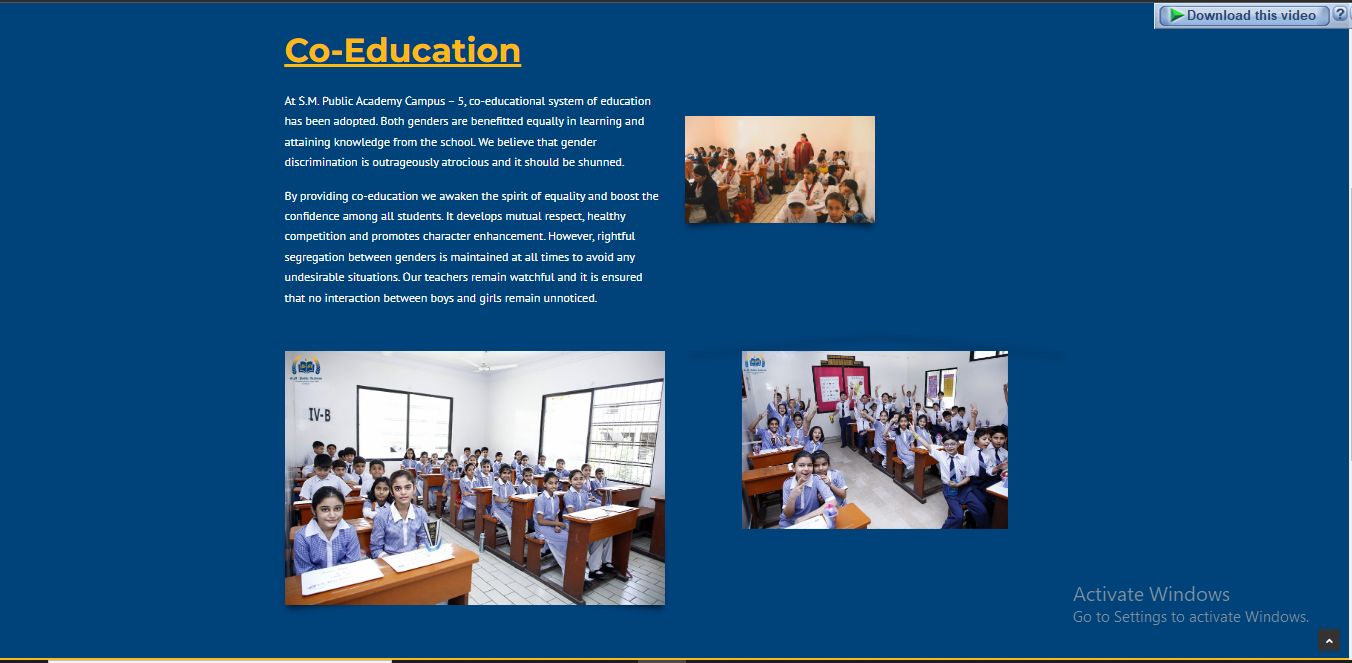 Download this video
?
Co-Education
At S.M. Public Academy Campus – 5, co-educational system of education
has been adopted. Both genders are benefitted equally in learning and
attaining knowledge from the school. We believe that gender
discrimination is outrageously atrocious and it should be shunned.
By providing co-education we awaken the spirit of equality and boost the
confidence among all students. It develops mutual respect, healthy
competition and promotes character enhancement. However, rightful
segregation between genders is maintained at all times to avoid any
undesirable situations. Our teachers remain watchful and it is ensured
that no interaction between boys and girls remain unnoticed.
S.M. Public Academy
IV-B
Activate Windows
Go to Settings to activate Windows.